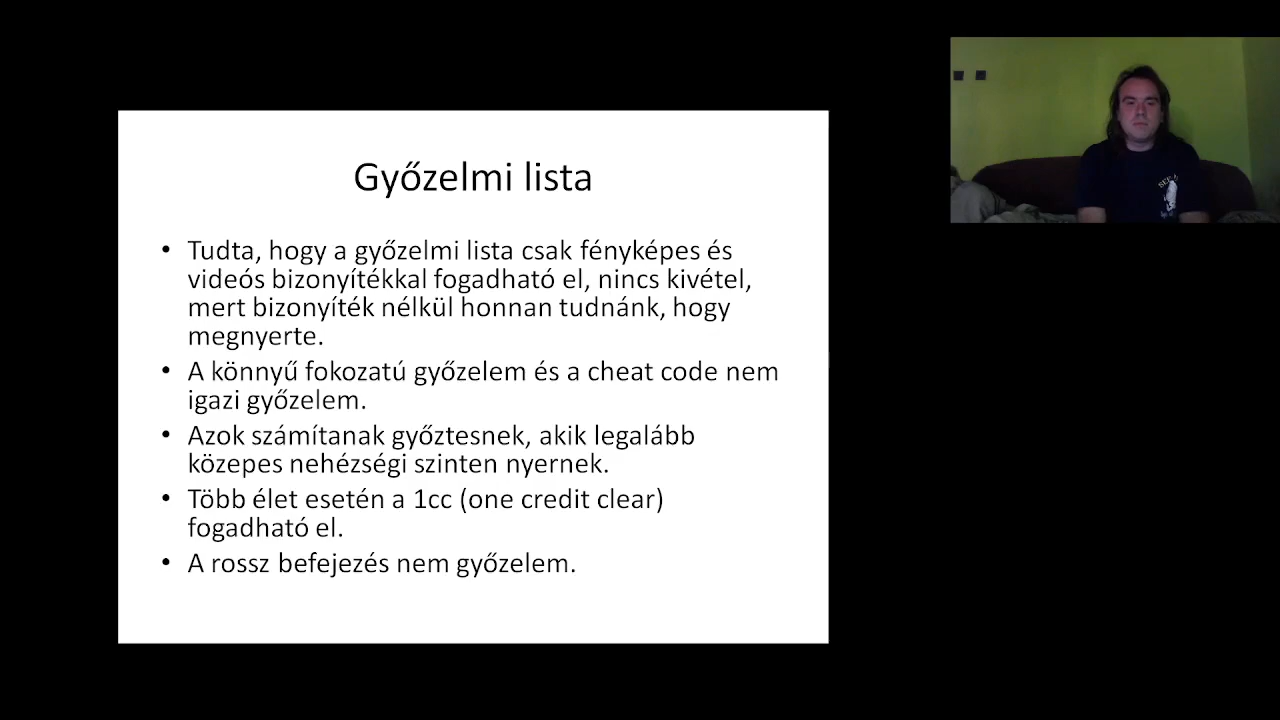 Győzelmi lista
• Tudta, hogy a győzelmi lista csak fényképes és
videós bizonyítékkal fogadható el, nincs kivétel,
mert bizonyíték nélkül honnan tudnánk, hogy
megnyerte.
• A könnyű fokozatú győzelem és a cheat code nem
igazi győzelem.
• Azok számítanak győztesnek, akik legalább
közepes nehézségi szinten nyernek.
• Több élet esetén a 1cc (one credit clear)
fogadható el.
• A rossz befejezés nem győzelem.